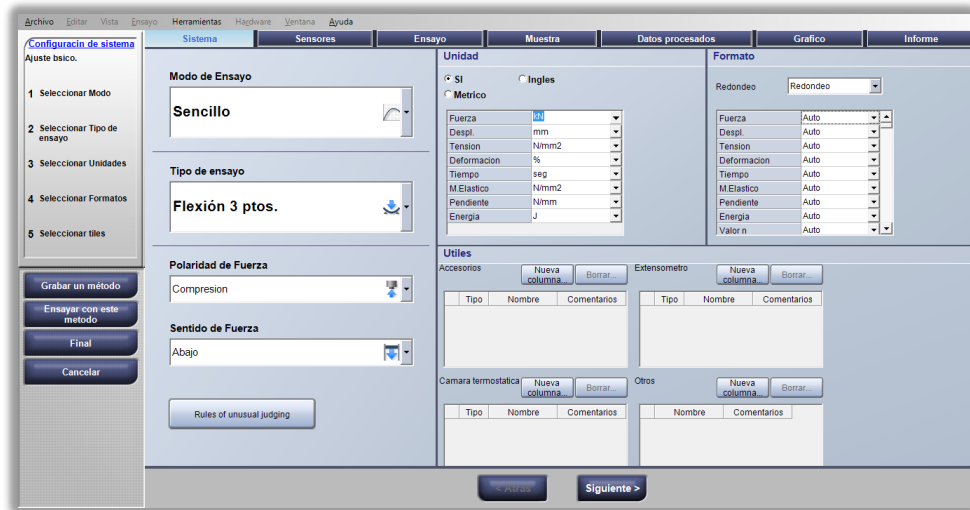 Archivo Editar Vista Ensayo Herramientas Hardware Ventana Ayuda
Configuracin de sistema
Ajuste bsico.
1 Seleccionar Modo
2 Seleccionar Tipo de
ensayo
3 Seleccionar Unidades
4 Seleccionar Formatos
5 Seleccionar tiles
Grabar un método
Ensayar con este
metodo
Final
Cancelar
Sistema Sensores Ensayo Muestra Datos procesados Grafico Informe
Modo de Ensayo
Sencillo
Tipo de ensayo
Flexión 3 ptos.
Polaridad de Fuerza
Compresion
Sentido de Fuerza
Abajo
Rules of unusual judging
Unidad
SI Ingles
Metrico
Fuerza kN
Despl. mm
Tension N/mm2
Deformacion %
Tiempo seg
M.Elastico N/mm2
Pendiente N/mm
Energia J
Formato
Redondeo Redondeo
Fuerza Auto
Despl. Auto
Tension Auto
Deformacion Auto
Tiempo Auto
M.Elastico Auto
Pendiente Auto
Energia Auto
Valor n Auto
Utiles
Accesorios Nueva columna... Borrar...
Tipo Nombre Comentarios
Extensometro Nueva columna... Borrar...
Tipo Nombre Comentarios
Camara termostatica Nueva columna... Borrar...
Tipo Nombre Comentarios
Otros Nueva columna... Borrar...
Nombre Comentarios
< Atras Siguiente >